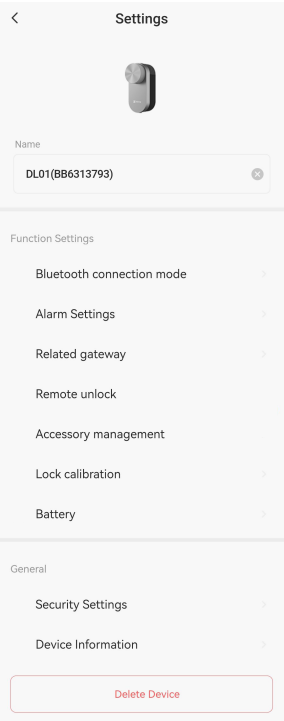 Settings
Name
DL01(BB6313793)
Function Settings
Bluetooth connection mode
Alarm Settings
Related gateway
Remote unlock
Accessory management
Lock calibration
Battery
General
Security Settings
Device Information
Delete Device